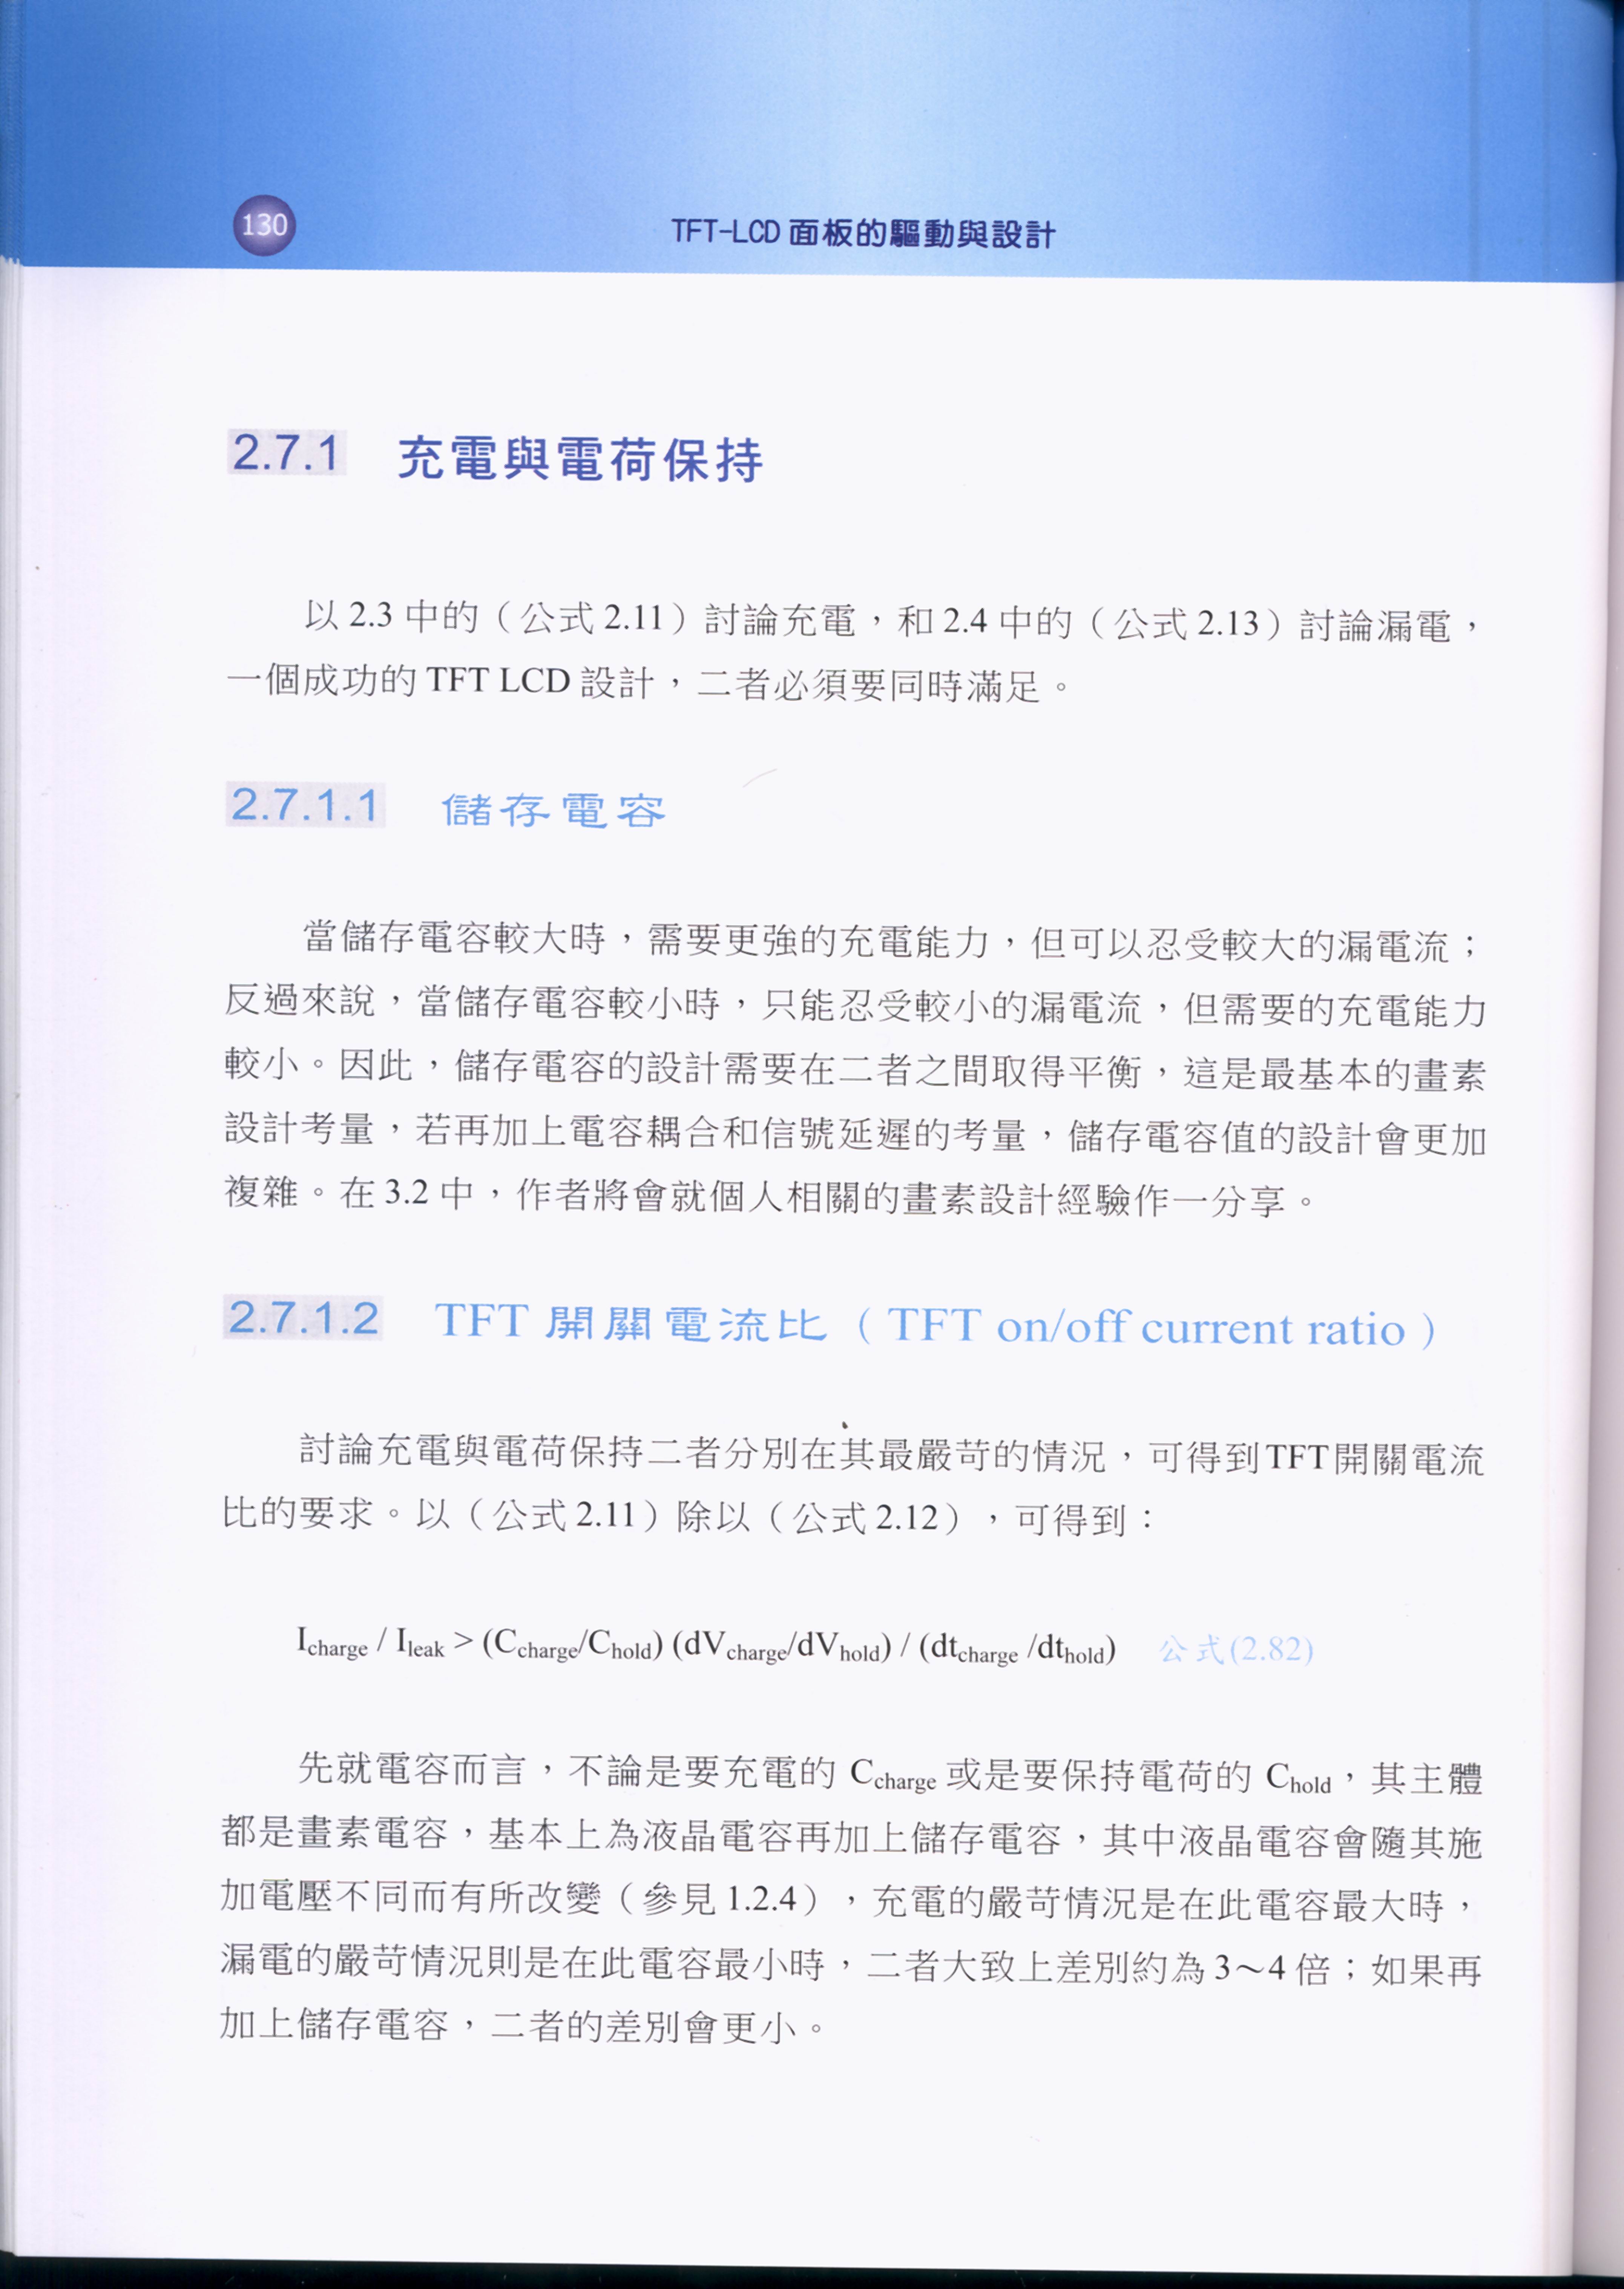 130
TFT-LCD 面板的驅動與設計
2.7.1 充電與電荷保持
以 2.3 中的（公式 2.11）討論充電，和 2.4 中的（公式 2.13）討論漏電，
一個成功的 TFT LCD 設計，二者必須要同時滿足。
2.7.1.1 儲存電容
當儲存電容較大時，需要更強的充電能力，但可以忍受較大的漏電流；
反過來說，當儲存電容較小時，只能忍受較小的漏電流，但需要的充電能力
較小。因此，儲存電容的設計需要在二者之間取得平衡，這是最基本的畫素
設計考量，若再加上電容耦合和信號延遲的考量，儲存電容值的設計會更加
複雜。在 3.2 中，作者將會就個人相關的畫素設計經驗作一分享。
2.7.1.2 TFT 開關電流比（TFT on/off current ratio）
討論充電與電荷保持二者分別在其最嚴苛的情況，可得到TFT開關電流
比的要求。以（公式 2.11）除以（公式 2.12），可得到：
I_charge / I_leak > (C_charge/C_hold) (dV_charge/dV_hold) / (dt_charge /dt_hold) 公式(2.82)
先就電容而言，不論是要充電的 C_charge 或是要保持電荷的 C_hold，其主體
都是畫素電容，基本上為液晶電容再加上儲存電容，其中液晶電容會隨其施
加電壓不同而有所改變（參見 1.2.4），充電的嚴苛情況是在此電容最大時，
漏電的嚴苛情況則是在此電容最小時，二者大致上差別約為 3～4 倍；如果再
加上儲存電容，二者的差別會更小。